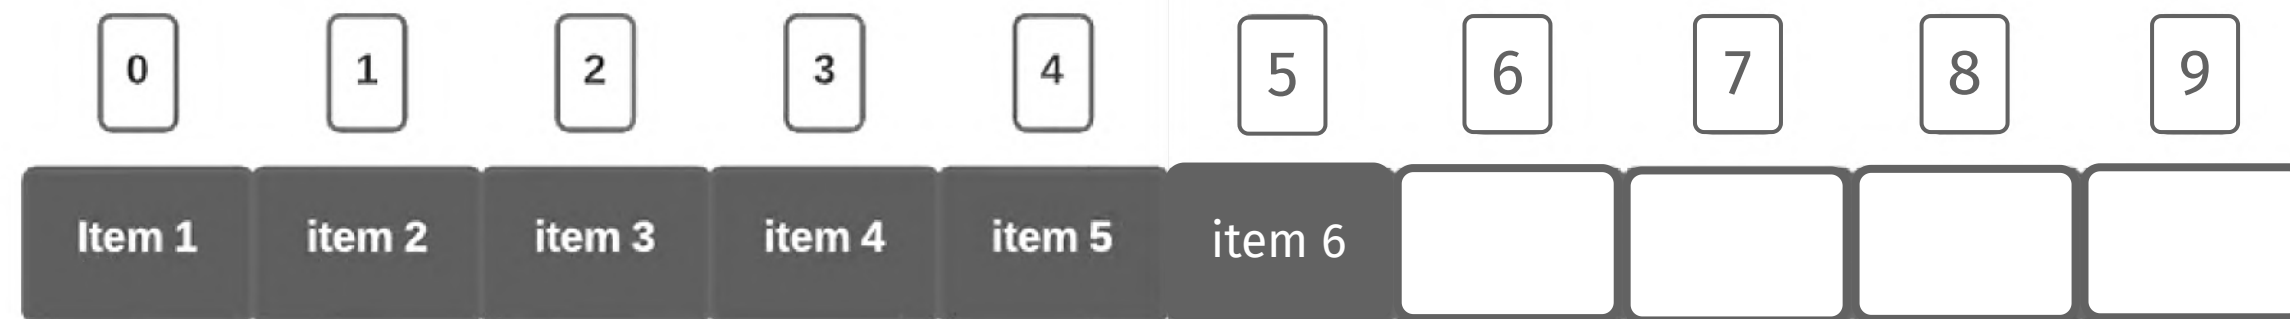 0 1 2 3 4 5 6 7 8 9
Item 1 item 2 item 3 item 4 item 5 item 6